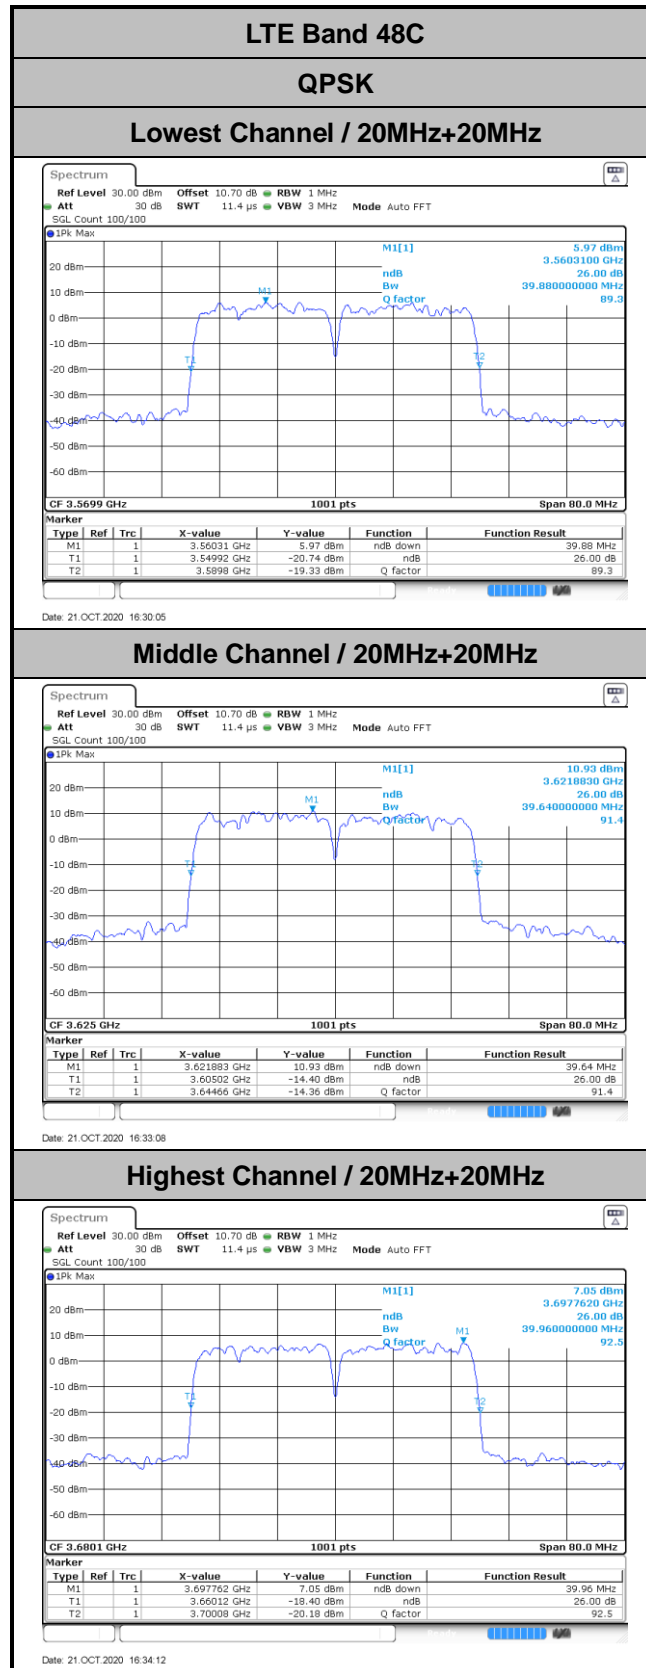 LTE Band 48C
QPSK
Lowest Channel / 20MHz+20MHz
Spectrum
Ref Level 30.00 dBm Offset 10.70 dB RBW 1 MHz
Att 30 dB SWT 11.4 µs VBW 3 MHz Mode Auto FFT
SGL Count 100/100
1Pk Max
M1[1] 5.97 dBm
3.5603100 GHz
ndB 26.00 dB
Bw 39.880000000 MHz
Q factor 89.3
20 dBm
10 dBm
M1
0 dBm
-10 dBm
T1 T2
-20 dBm
-30 dBm
-40 dBm
-50 dBm
-60 dBm
CF 3.5699 GHz 1001 pts Span 80.0 MHz
Marker
Type Ref Trc X-value Y-value Function Function Result
M1 1 3.56031 GHz 5.97 dBm ndB down 39.88 MHz
T1 1 3.54992 GHz -20.74 dBm ndB 26.00 dB
T2 1 3.5898 GHz -19.33 dBm Q factor 89.3
Date: 21.OCT.2020 16:30:05
Middle Channel / 20MHz+20MHz
Spectrum
Ref Level 30.00 dBm Offset 10.70 dB RBW 1 MHz
Att 30 dB SWT 11.4 µs VBW 3 MHz Mode Auto FFT
SGL Count 100/100
1Pk Max
M1[1] 10.93 dBm
3.6218830 GHz
ndB 26.00 dB
Bw 39.640000000 MHz
Q factor 91.4
20 dBm
M1
10 dBm
0 dBm
-10 dBm
T1 T2
-20 dBm
-30 dBm
-40 dBm
-50 dBm
-60 dBm
CF 3.625 GHz 1001 pts Span 80.0 MHz
Marker
Type Ref Trc X-value Y-value Function Function Result
M1 1 3.621883 GHz 10.93 dBm ndB down 39.64 MHz
T1 1 3.60502 GHz -14.40 dBm ndB 26.00 dB
T2 1 3.64466 GHz -14.36 dBm Q factor 91.4
Date: 21.OCT.2020 16:33:08
Highest Channel / 20MHz+20MHz
Spectrum
Ref Level 30.00 dBm Offset 10.70 dB RBW 1 MHz
Att 30 dB SWT 11.4 µs VBW 3 MHz Mode Auto FFT
SGL Count 100/100
1Pk Max
M1[1] 7.05 dBm
3.6977620 GHz
ndB 26.00 dB
Bw 39.960000000 MHz
Q factor 92.5
20 dBm
M1
10 dBm
0 dBm
-10 dBm
T1 T2
-20 dBm
-30 dBm
-40 dBm
-50 dBm
-60 dBm
CF 3.6801 GHz 1001 pts Span 80.0 MHz
Marker
Type Ref Trc X-value Y-value Function Function Result
M1 1 3.697762 GHz 7.05 dBm ndB down 39.96 MHz
T1 1 3.66012 GHz -18.40 dBm ndB 26.00 dB
T2 1 3.70008 GHz -20.18 dBm Q factor 92.5
Date: 21.OCT.2020 16:34:12